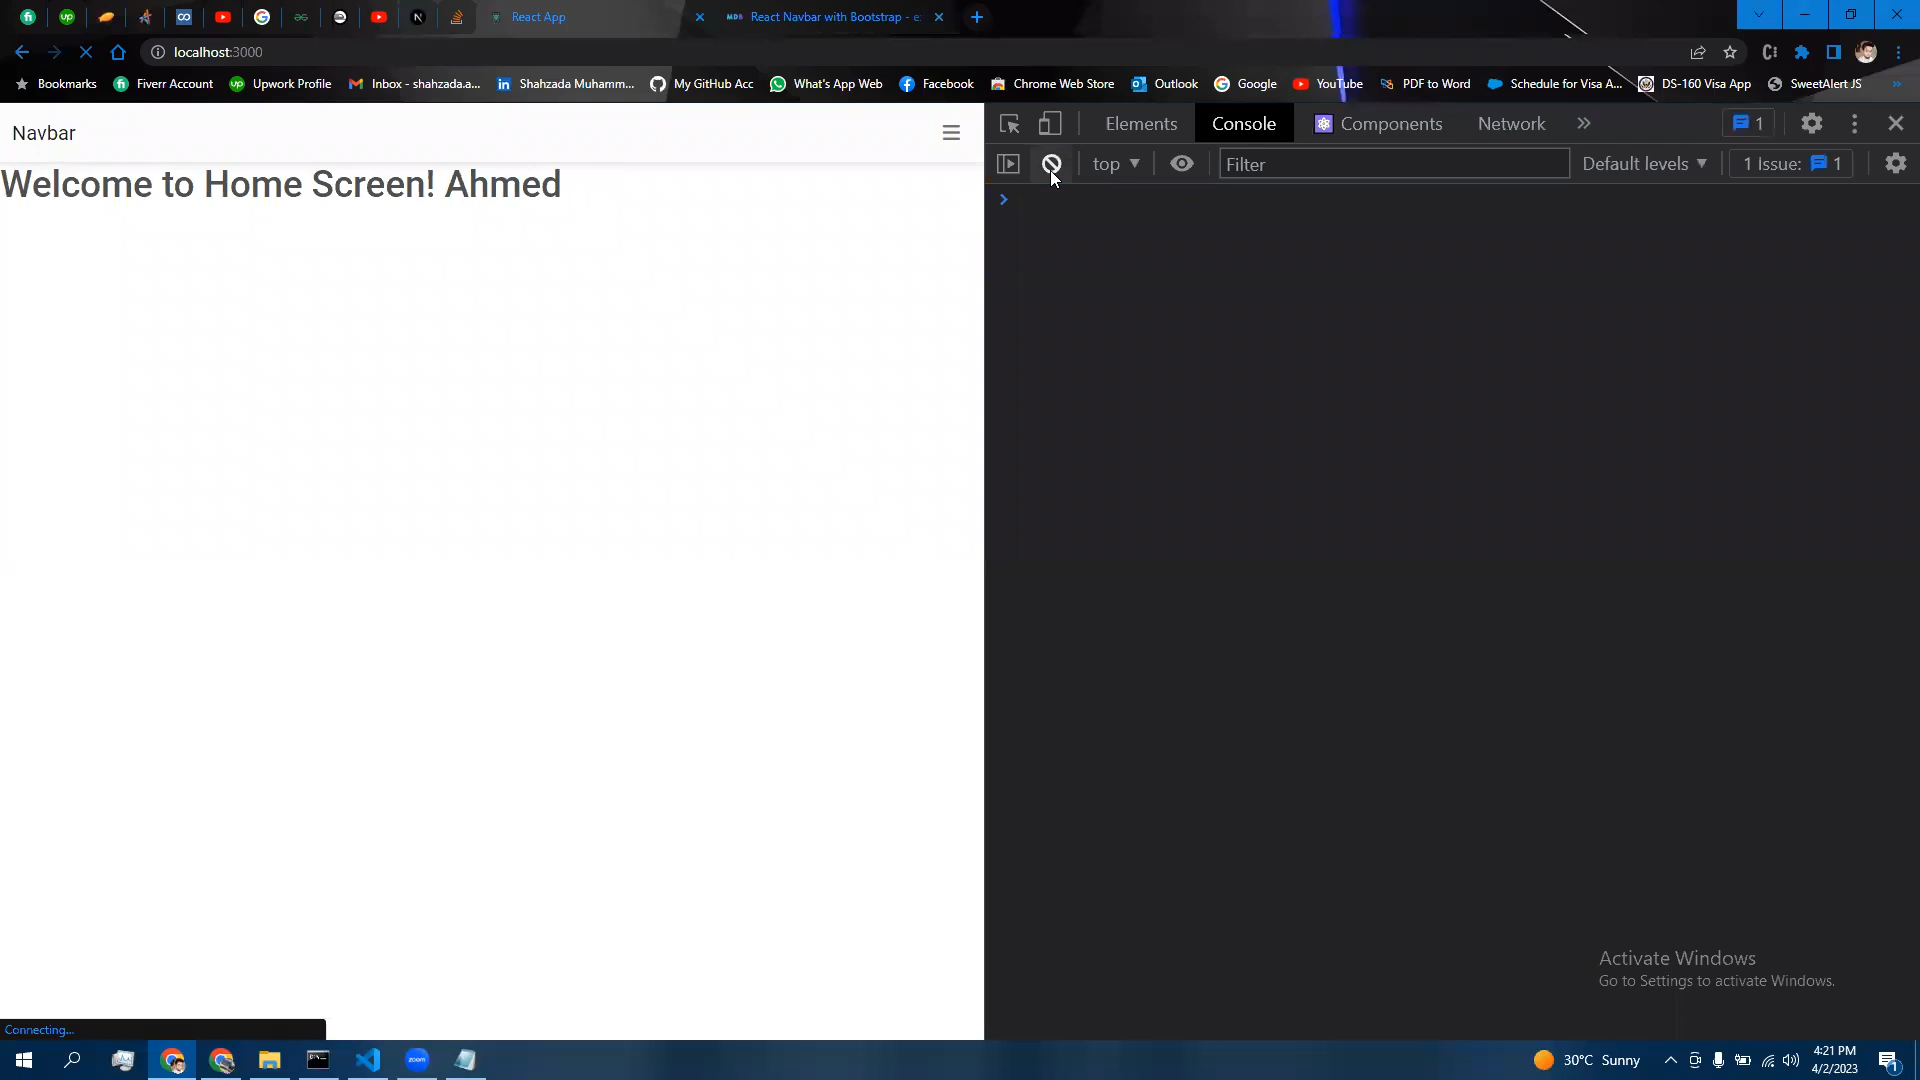 React App
React Navbar with Bootstrap - e
localhost:3000
Bookmarks
Fiverr Account
Upwork Profile
Inbox - shahzada.a...
Shahzada Muhamm...
My GitHub Acc
What's App Web
Facebook
Chrome Web Store
Outlook
Google
YouTube
PDF to Word
Schedule for Visa A...
DS-160 Visa App
SweetAlert JS
Navbar
Welcome to Home Screen! Ahmed
Elements
Console
Components
Network
1
top
Filter
Default levels
1 Issue: 1
Activate Windows
Go to Settings to activate Windows.
Connecting...
zoom
30°C Sunny
4:21 PM
4/2/2023
1